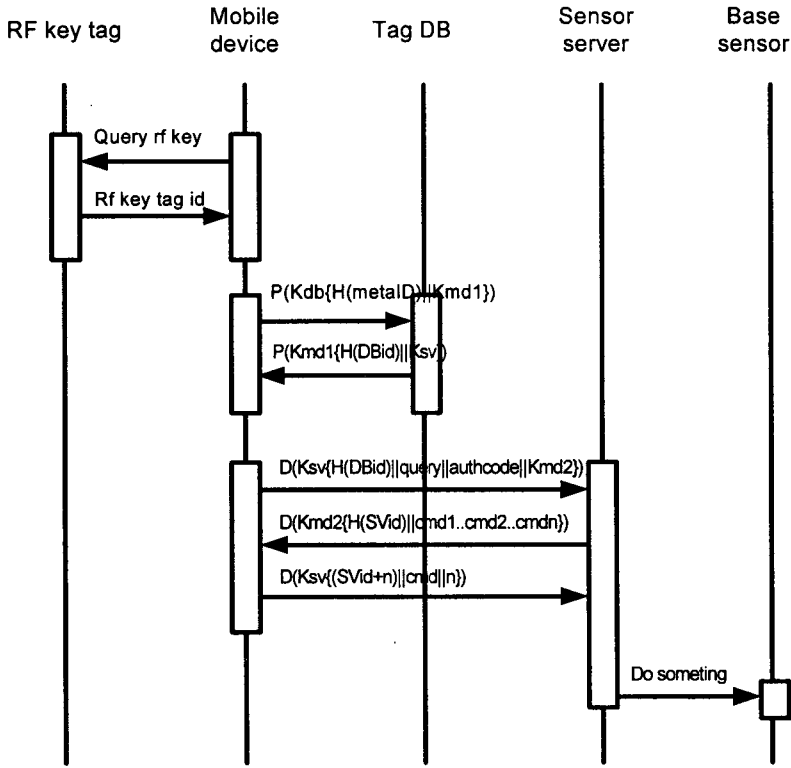 RF key tag
Mobile
device
Tag DB
Sensor
server
Base
sensor
Query rf key
Rf key tag id
P(Kdb{H(metaID)||Kmd1})
P(Kmd1{H(DBid)||Ksv})
D(Ksv{H(DBid)||query||authcode||Kmd2})
D(Kmd2{H(SVid)||cmd1..cmd2..cmdn})
D(Ksv{(SVid+n)||cmd||n})
Do someting